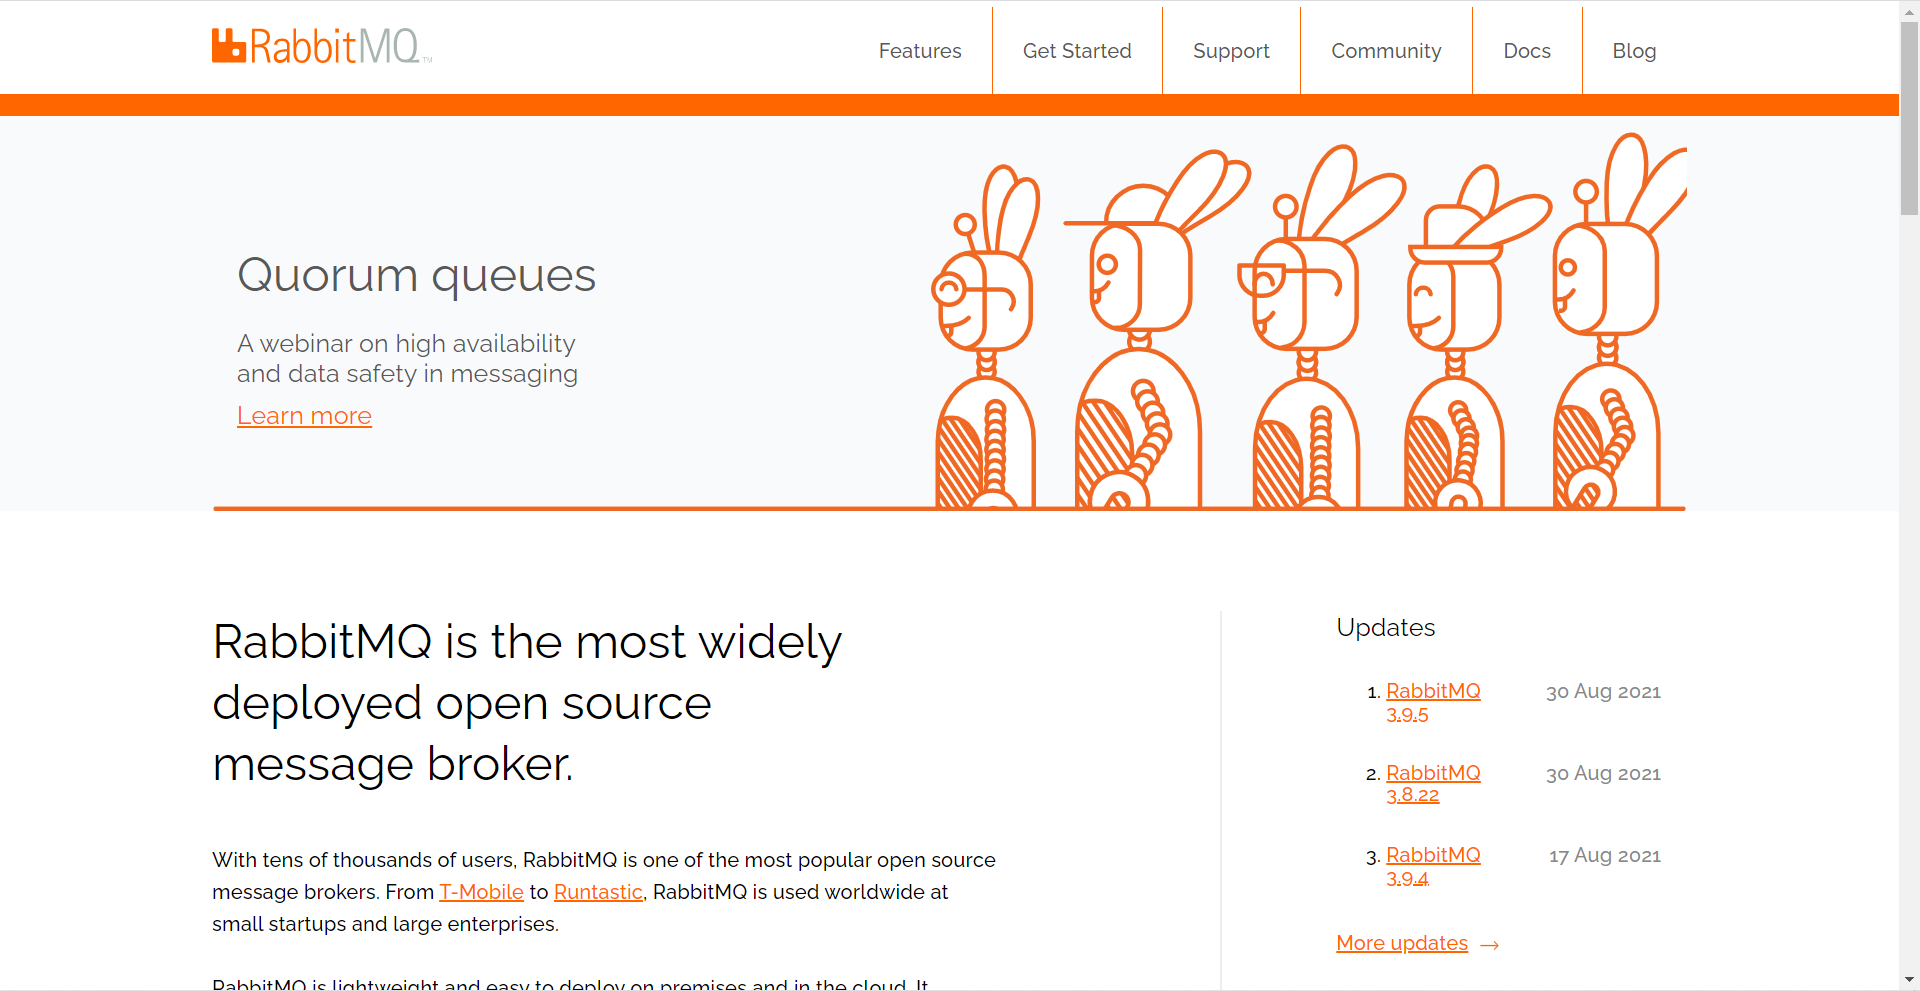 RabbitMQ TM
Features
Get Started
Support
Community
Docs
Blog
Quorum queues
A webinar on high availability
and data safety in messaging
Learn more
RabbitMQ is the most widely
deployed open source
message broker.
With tens of thousands of users, RabbitMQ is one of the most popular open source
message brokers. From T-Mobile to Runtastic, RabbitMQ is used worldwide at
small startups and large enterprises.
RabbitMQ is lightweight and easy to deploy on premises and in the cloud. It
Updates
1. RabbitMQ 30 Aug 2021
3.9.5
2. RabbitMQ 30 Aug 2021
3.8.22
3. RabbitMQ 17 Aug 2021
3.9.4
More updates →